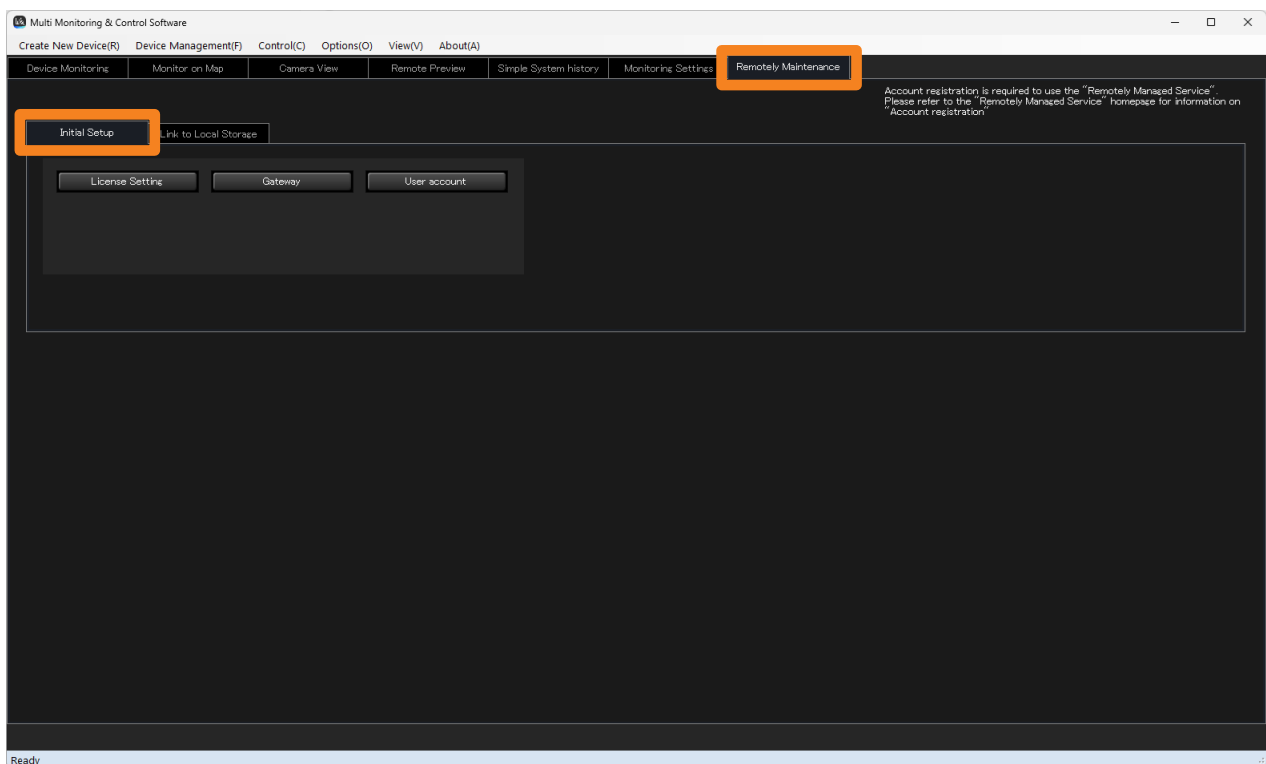 Multi Monitoring & Control Software
Create New Device(R) Device Management(F) Control(C) Options(O) View(V) About(A)
Device Monitoring Monitor on Map Camera View Remote Preview Simple System history Monitoring Settings Remotely Maintenance
Account registration is required to use the "Remotely Managed Service".
Please refer to the "Remotely Managed Service" homepage for information on
"Account registration"
Initial Setup Link to Local Storage
License Setting Gateway User account
Ready